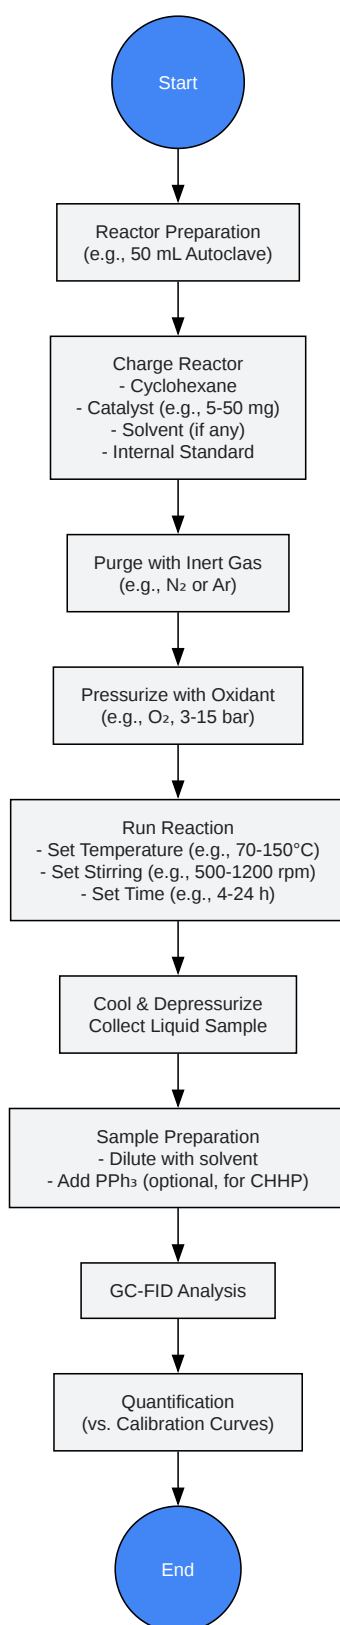 Start
Reactor Preparation
(e.g., 50 mL Autoclave)
Charge Reactor
- Cyclohexane
- Catalyst (e.g., 5-50 mg)
- Solvent (if any)
- Internal Standard
Purge with Inert Gas
(e.g., N₂ or Ar)
Pressurize with Oxidant
(e.g., O₂, 3-15 bar)
Run Reaction
- Set Temperature (e.g., 70-150°C)
- Set Stirring (e.g., 500-1200 rpm)
- Set Time (e.g., 4-24 h)
Cool & Depressurize
Collect Liquid Sample
Sample Preparation
- Dilute with solvent
- Add PPh₃ (optional, for CHHP)
GC-FID Analysis
Quantification
(vs. Calibration Curves)
End